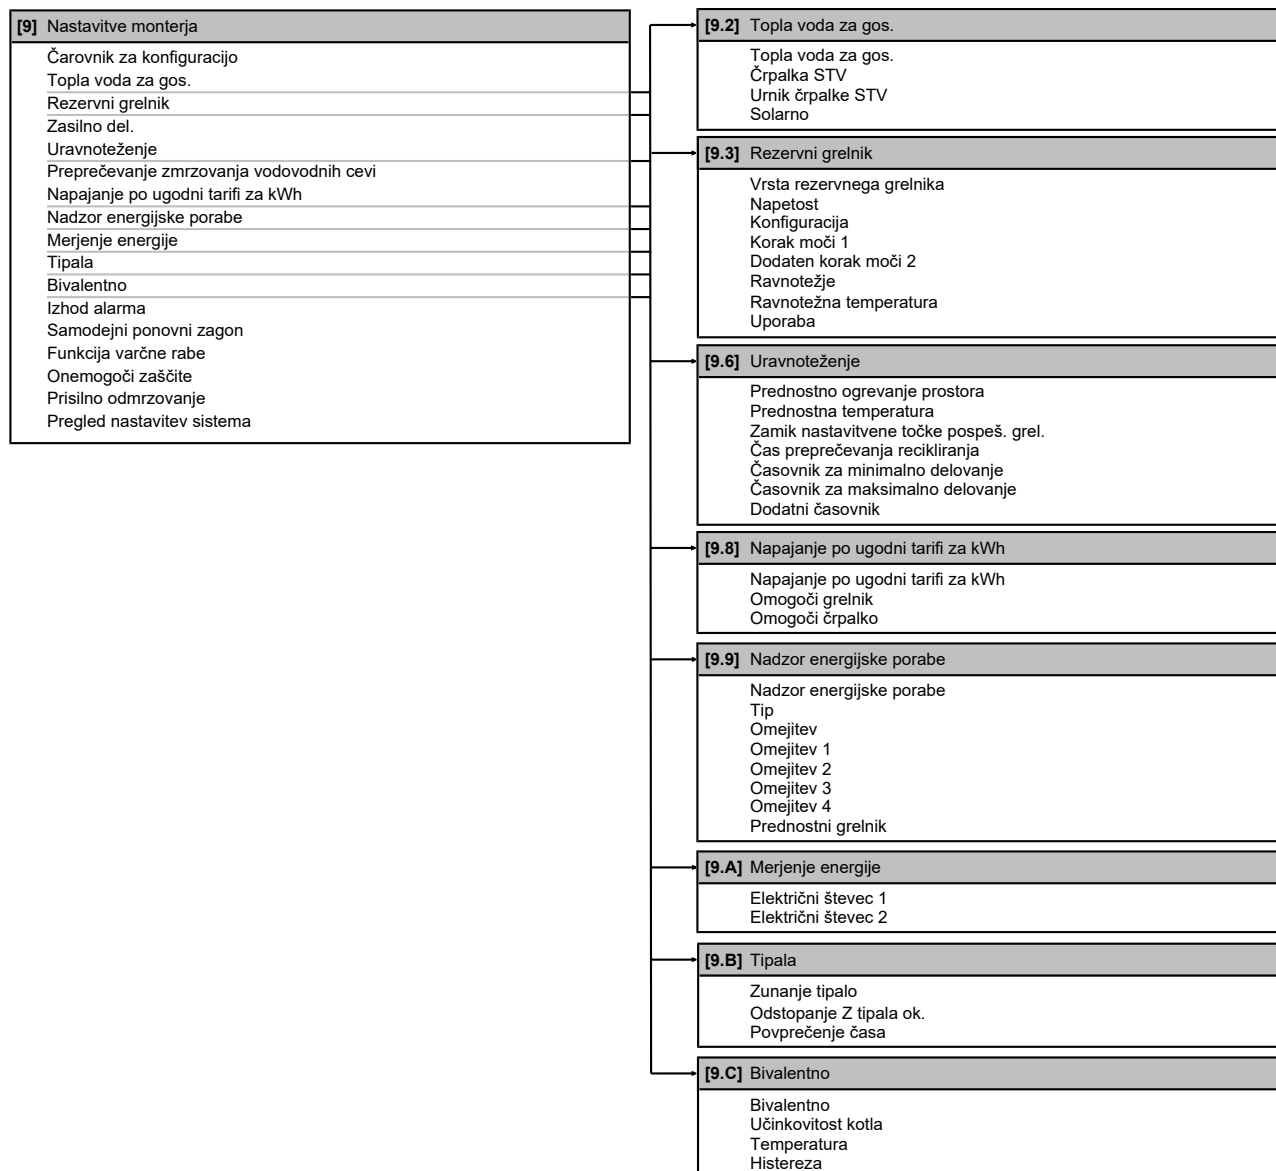 [9] Nastavitve monterja
Čarovnik za konfiguracijo
Topla voda za gos.
Rezervni grelnik
Zasilno del.
Uravnoteženje
Preprečevanje zmrzovanja vodovodnih cevi
Napajanje po ugodni tarifi za kWh
Nadzor energijske porabe
Merjenje energije
Tipala
Bivalentno
Izhod alarma
Samodejni ponovni zagon
Funkcija varčne rabe
Onemogoči zaščite
Prisilno odmrzovanje
Pregled nastavitev sistema
[9.2] Topla voda za gos.
Topla voda za gos.
Črpalka STV
Urnik črpalke STV
Solarno
[9.3] Rezervni grelnik
Vrsta rezervnega grelnika
Napetost
Konfiguracija
Korak moči 1
Dodaten korak moči 2
Ravnotežje
Ravnotežna temperatura
Uporaba
[9.6] Uravnoteženje
Prednostno ogrevanje prostora
Prednostna temperatura
Zamik nastavitvene točke pospeš. grel.
Čas preprečevanja recikliranja
Časovnik za minimalno delovanje
Časovnik za maksimalno delovanje
Dodatni časovnik
[9.8] Napajanje po ugodni tarifi za kWh
Napajanje po ugodni tarifi za kWh
Omogoči grelnik
Omogoči črpalko
[9.9] Nadzor energijske porabe
Nadzor energijske porabe
Tip
Omejitev
Omejitev 1
Omejitev 2
Omejitev 3
Omejitev 4
Prednostni grelnik
[9.A] Merjenje energije
Električni števec 1
Električni števec 2
[9.B] Tipala
Zunanje tipalo
Odstopanje Z tipala ok.
Povprečenje časa
[9.C] Bivalentno
Bivalentno
Učinkovitost kotla
Temperatura
Histereza